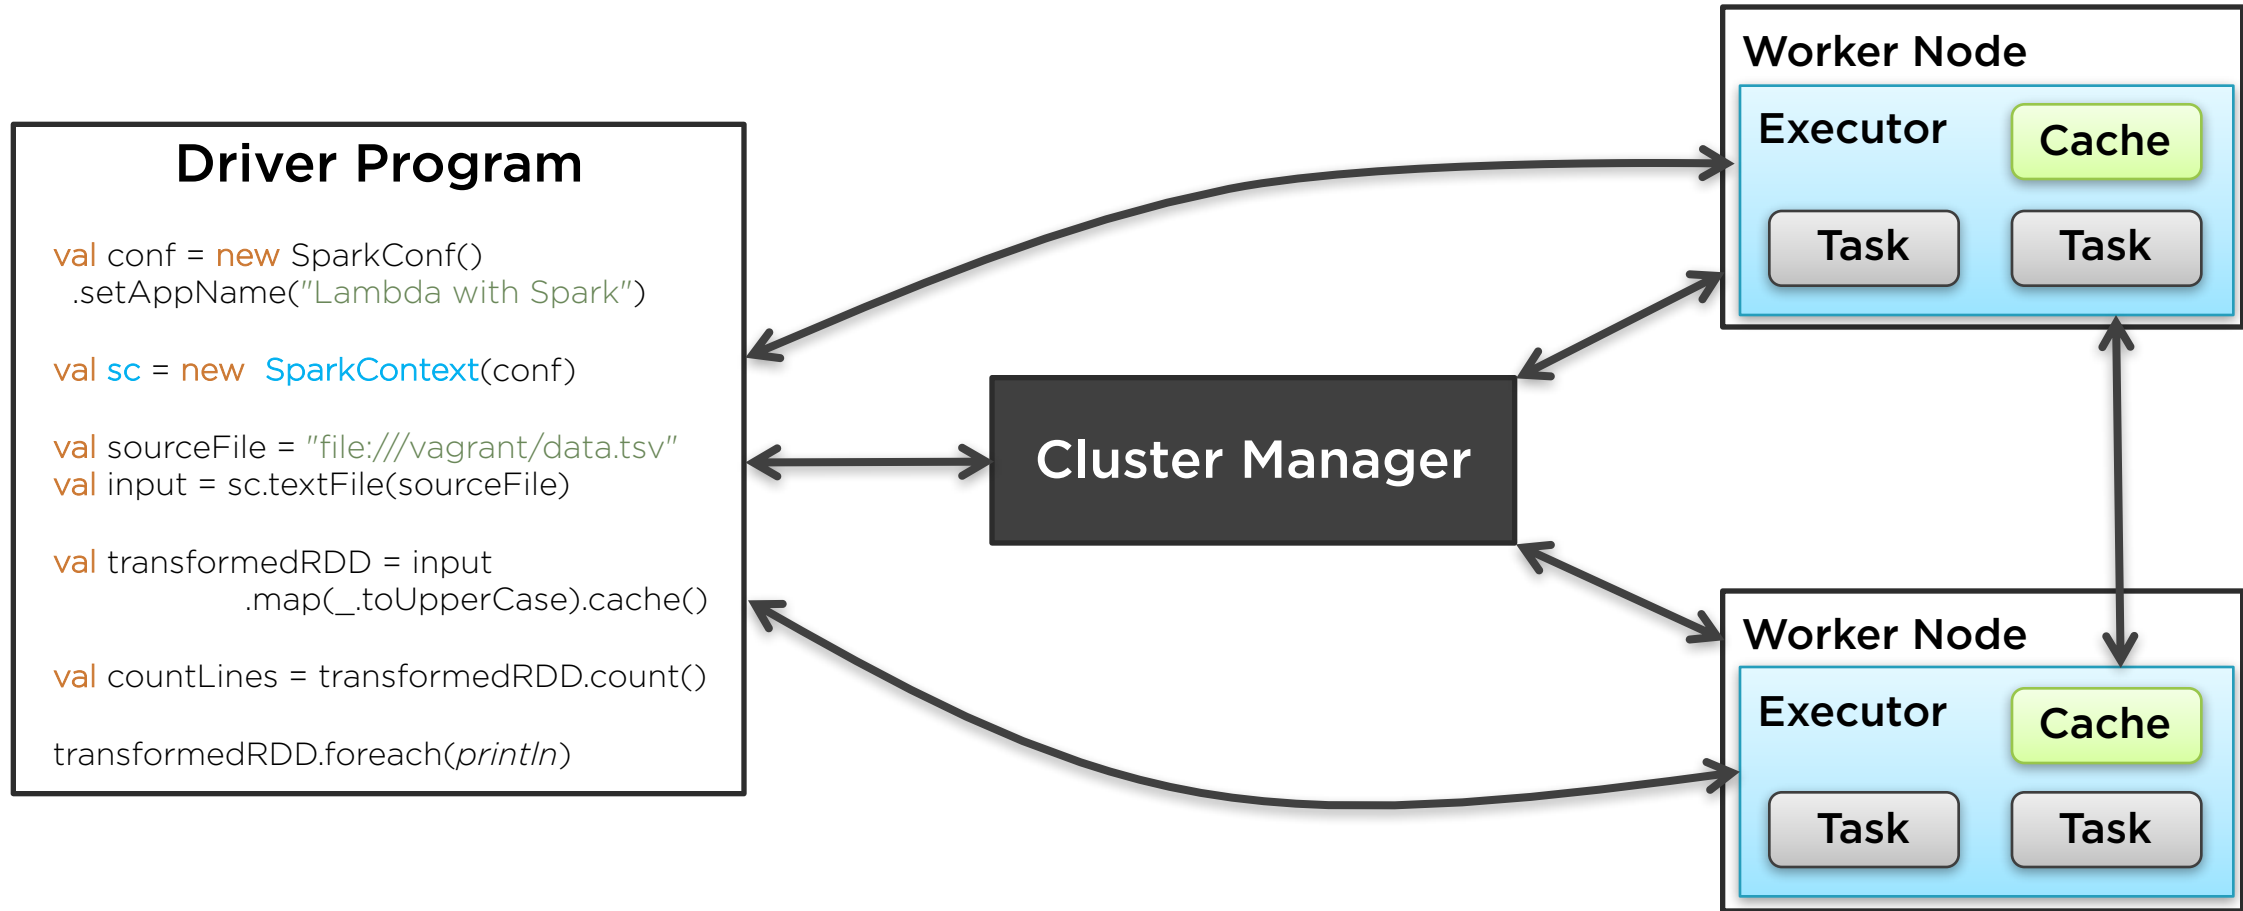 Driver Program
val conf = new SparkConf()
.setAppName("Lambda with Spark")
val sc = new SparkContext(conf)
val sourceFile = "file:///vagrant/data.tsv"
val input = sc.textFile(sourceFile)
val transformedRDD = input
.map(_.toUpperCase).cache()
val countLines = transformedRDD.count()
transformedRDD.foreach(println)
Cluster Manager
Worker Node
Executor
Cache
Task
Task
Worker Node
Executor
Cache
Task
Task